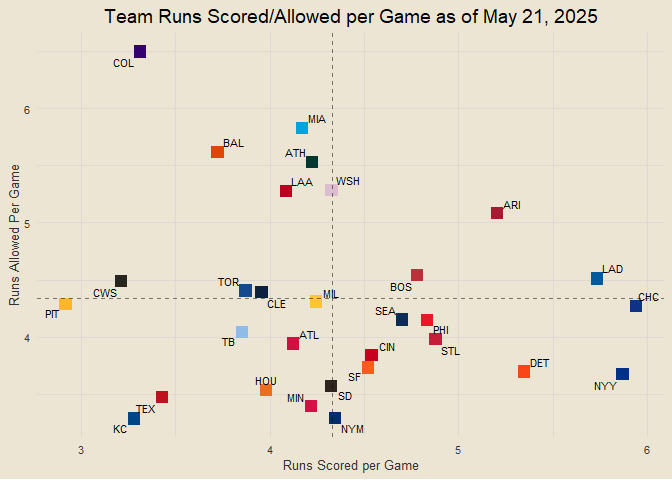 Team Runs Scored/Allowed per Game as of May 21, 2025
COL
6
MIA
BAL
ATH
LAA
WSH
ARI
5
LAD
CWS
TOR
BOS
CHC
CLE
MIL
PIT
SEA
PHI
4
TB
ATL
CIN
STL
SF
DET
HOU
NYY
TEX
MIN
SD
KC
NYM
3
4
5
6
Runs Scored per Game
Runs Allowed Per Game